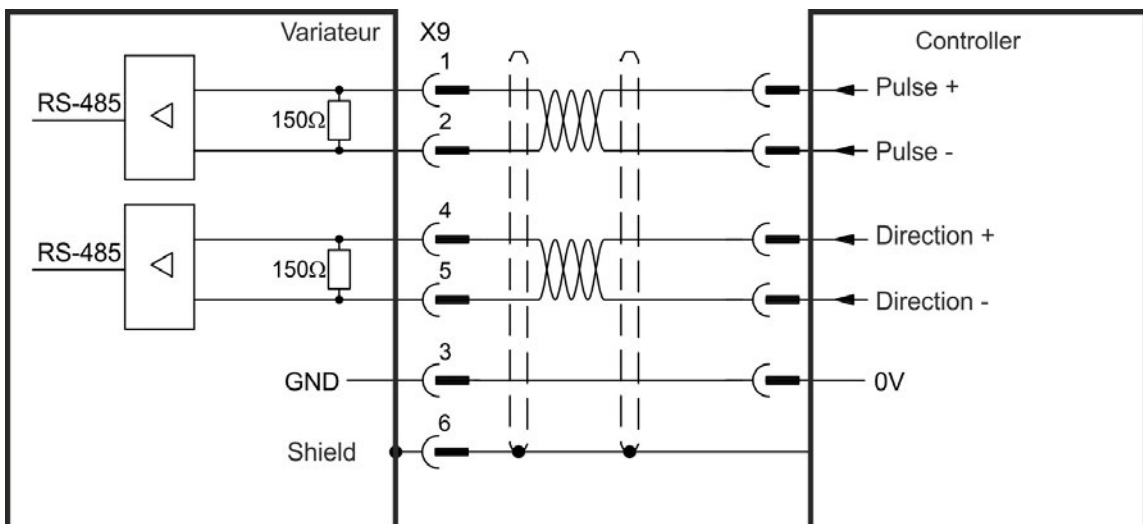 Variateur X9 Controller
1
RS-485 150Ω Pulse +
2 Pulse -
4
RS-485 150Ω Direction +
5 Direction -
3
GND 0V
6
Shield